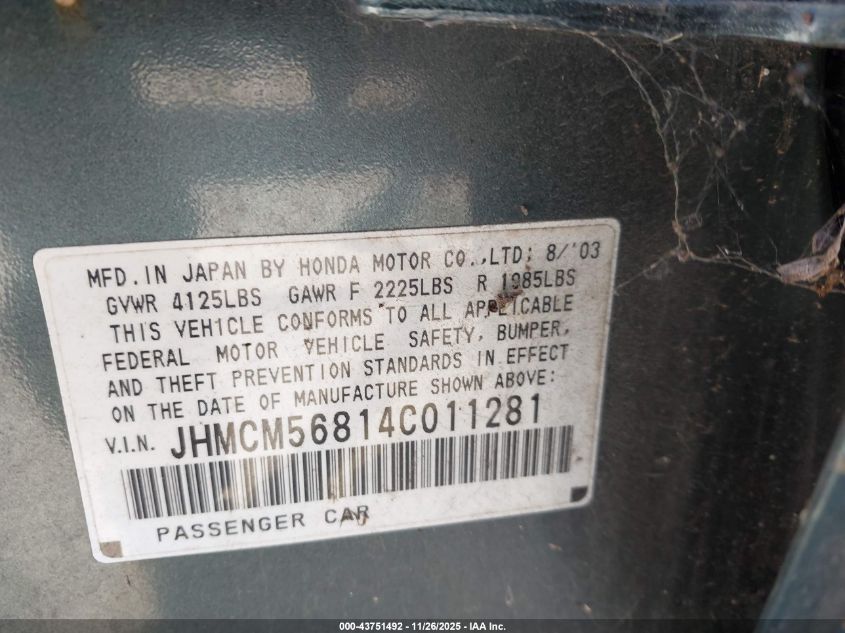 MFD. IN JAPAN BY HONDA MOTOR CO.,LTD; 8/'03
GVWR 4125LBS GAWR F 2225LBS R 1985LBS
THIS VEHICLE CONFORMS TO ALL APPLICABLE
FEDERAL MOTOR VEHICLE SAFETY, BUMPER,
AND THEFT PREVENTION STANDARDS IN EFFECT
ON THE DATE OF MANUFACTURE SHOWN ABOVE:
V.I.N. JHMCM56814C011281
PASSENGER CAR
000-43751492 - 11/26/2025 - IAA Inc.